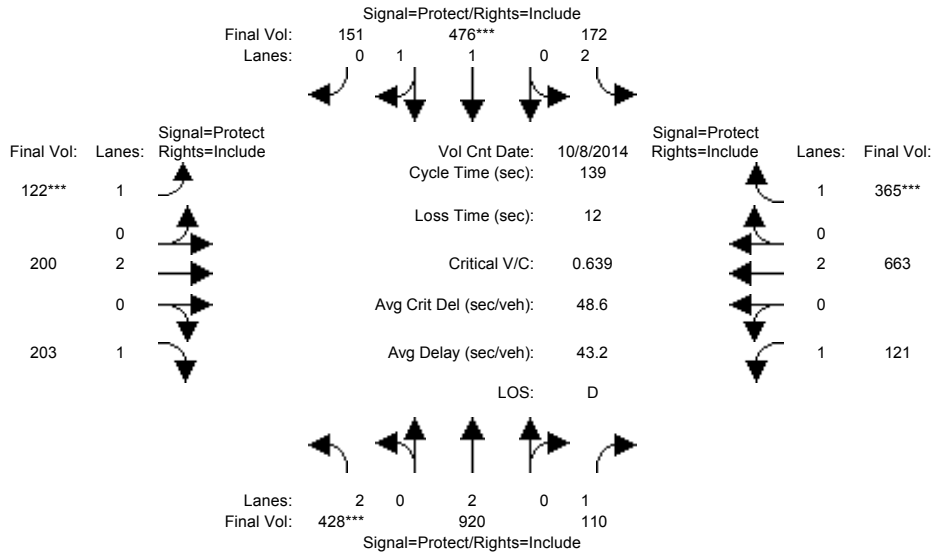 Signal=Protect/Rights=Include
Final Vol: 151 476*** 172
Lanes: 0 1 1 0 2
Signal=Protect Signal=Protect
Final Vol: Lanes: Rights=Include Vol Cnt Date: 10/8/2014 Rights=Include Lanes: Final Vol:
Cycle Time (sec): 139
122*** 1 1 365***
Loss Time (sec): 12
0 0
200 2 Critical V/C: 0.639 2 663
0 Avg Crit Del (sec/veh): 48.6 0
203 1 Avg Delay (sec/veh): 43.2 1 121
LOS: D
Lanes: 2 0 2 0 1
Final Vol: 428*** 920 110
Signal=Protect/Rights=Include